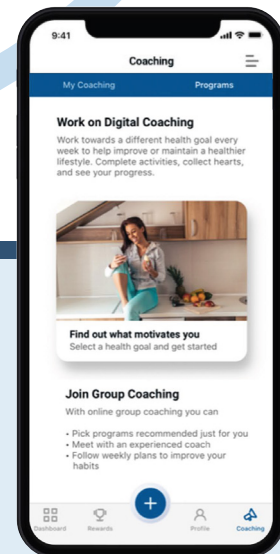 9:41
Coaching
My Coaching
Programs
Work on Digital Coaching
Work towards a different health goal every
week to help improve or maintain a healthier
lifestyle. Complete activities, collect hearts,
and see your progress.
Find out what motivates you
Select a health goal and get started
Join Group Coaching
With online group coaching you can
• Pick programs recommended just for you
• Meet with an experienced coach
• Follow weekly plans to improve your
habits
Dashboard
Rewards
Profile
Coaching